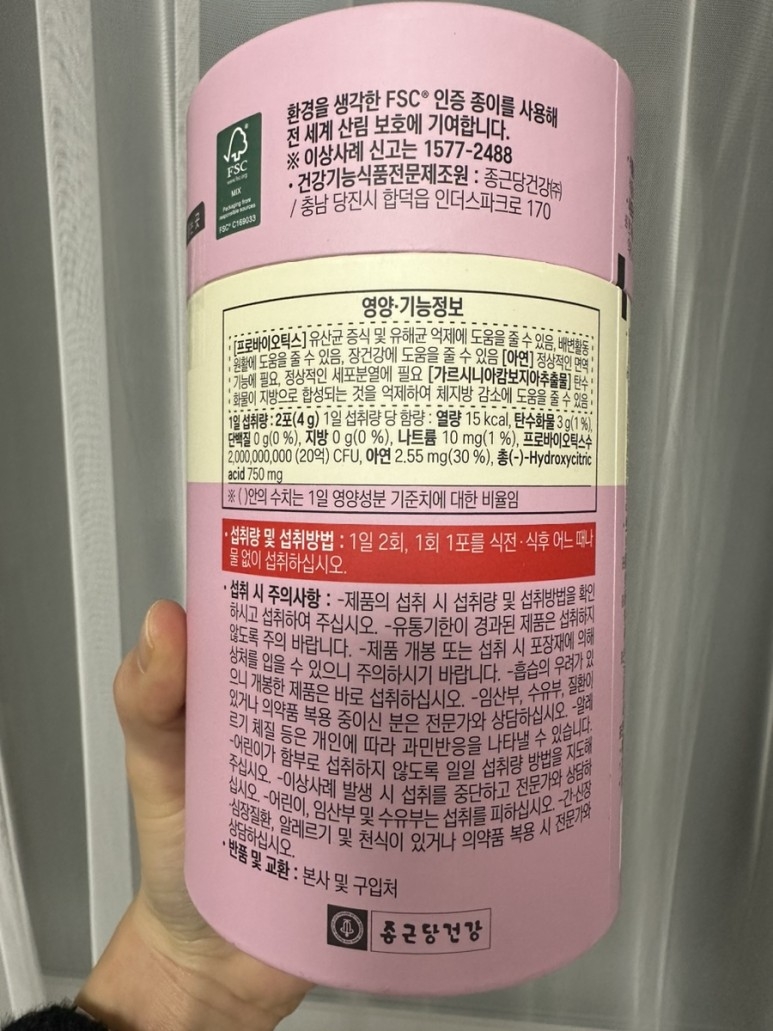 환경을 생각한 FSC® 인증 종이를 사용해
전 세계 산림 보호에 기여합니다.
※ 이상사례 신고는 1577-2488
· 건강기능식품전문제조원 : 종근당건강㈜
/ 충남 당진시 합덕읍 인더스파크로 170
FSC
www.fsc.org
MIX
Packaging from
responsible sources
FSC® C169033
영양·기능정보
[프로바이오틱스] 유산균 증식 및 유해균 억제에 도움을 줄 수 있음, 배변활동
원활에 도움을 줄 수 있음, 장건강에 도움을 줄 수 있음 [아연] 정상적인 면역
기능에 필요, 정상적인 세포분열에 필요 [가르시니아캄보지아추출물] 탄수
화물이 지방으로 합성되는 것을 억제하여 체지방 감소에 도움을 줄 수 있음
1일 섭취량 : 2포(4 g) 1일 섭취량 당 함량 : 열량 15 kcal, 탄수화물 3 g(1 %),
단백질 0 g(0 %), 지방 0 g(0 %), 나트륨 10 mg(1 %), 프로바이오틱스수
2,000,000,000 (20억) CFU, 아연 2.55 mg(30 %), 총(-)-Hydroxycitric
acid 750 mg
※ ( )안의 수치는 1일 영양성분 기준치에 대한 비율임
· 섭취량 및 섭취방법 : 1일 2회, 1회 1포를 식전·식후 어느 때나
물 없이 섭취하십시오.
· 섭취 시 주의사항 : -제품의 섭취 시 섭취량 및 섭취방법을 확인
하시고 섭취하여 주십시오. -유통기한이 경과된 제품은 섭취하지
않도록 주의 바랍니다. -제품 개봉 또는 섭취 시 포장재에 의해
상처를 입을 수 있으니 주의하시기 바랍니다. -흡습의 우려가 있
으니 개봉한 제품은 바로 섭취하십시오. -임산부, 수유부, 질환이
있거나 의약품 복용 중이신 분은 전문가와 상담하십시오. -알레
르기 체질 등은 개인에 따라 과민반응을 나타낼 수 있습니다.
-어린이가 함부로 섭취하지 않도록 일일 섭취량 방법을 지도해
주십시오. -이상사례 발생 시 섭취를 중단하고 전문가와 상담하
십시오. -어린이, 임산부 및 수유부는 섭취를 피하십시오. -간·신장
·심장질환, 알레르기 및 천식이 있거나 의약품 복용 시 전문가와
상담하십시오.
· 반품 및 교환 : 본사 및 구입처
종근당건강